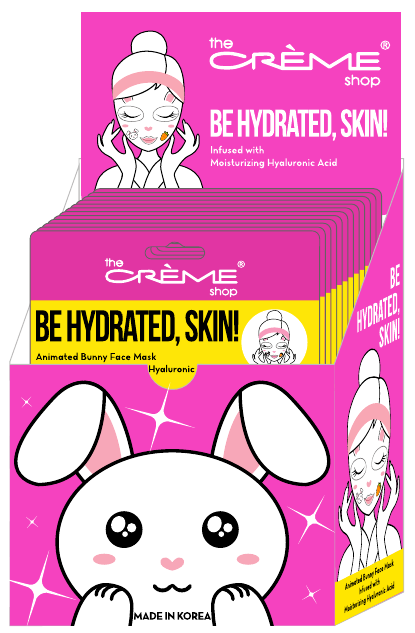 the
CRÈME®
shop
BE HYDRATED, SKIN!
Infused with
Moisturizing Hyaluronic Acid
the
CRÈME®
shop
BE HYDRATED, SKIN!
Animated Bunny Face Mask
Hyaluronic
MADE IN KOREA
BE
HYDRATED,
SKIN!
Animated Bunny Face Mask
Infused with
Moisturizing Hyaluronic Acid